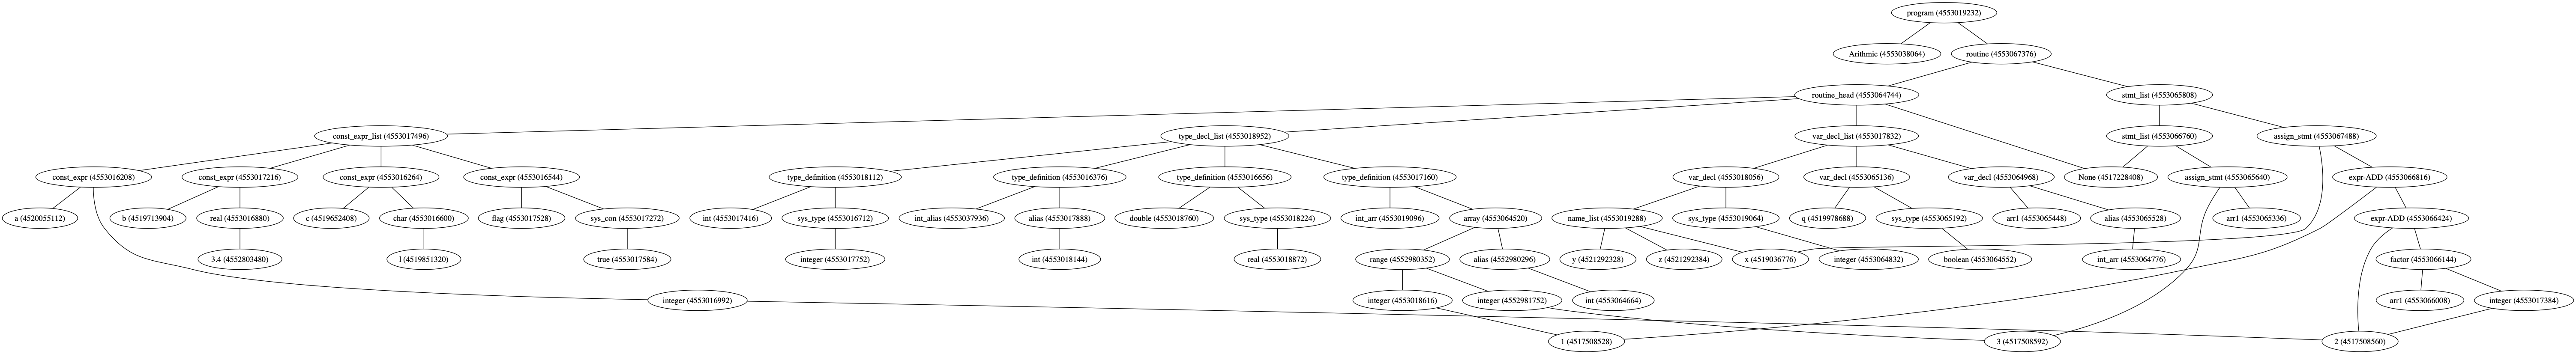 program (4553019232)
Arithmic (4553038064)
routine (4553067376)
routine_head (4553064744)
stmt_list (4553065808)
const_expr_list (4553017496)
type_decl_list (4553018952)
var_decl_list (4553017832)
stmt_list (4553066760)
assign_stmt (4553067488)
const_expr (4553016208)
const_expr (4553017216)
const_expr (4553016264)
const_expr (4553016544)
type_definition (4553018112)
type_definition (4553016376)
type_definition (4553016656)
type_definition (4553017160)
var_decl (4553018056)
var_decl (4553065136)
var_decl (4553064968)
None (4517228408)
assign_stmt (4553065640)
expr-ADD (4553066816)
a (4520055112)
b (4519713904)
real (4553016880)
c (4519652408)
char (4553016600)
flag (4553017528)
sys_con (4553017272)
int (4553017416)
sys_type (4553016712)
int_alias (4553037936)
alias (4553017888)
double (4553018760)
sys_type (4553018224)
int_arr (4553019096)
array (4553064520)
name_list (4553019288)
sys_type (4553019064)
q (4519978688)
sys_type (4553065192)
arr1 (4553065448)
alias (4553065528)
arr1 (4553065336)
expr-ADD (4553066424)
3.4 (4552803480)
l (4519851320)
true (4553017584)
integer (4553017752)
int (4553018144)
real (4553018872)
range (4552980352)
alias (4552980296)
y (4521292328)
z (4521292384)
x (4519036776)
integer (4553064832)
boolean (4553064552)
int_arr (4553064776)
factor (4553066144)
integer (4553016992)
integer (4553018616)
integer (4552981752)
int (4553064664)
arr1 (4553066008)
integer (4553017384)
1 (4517508528)
3 (4517508592)
2 (4517508560)